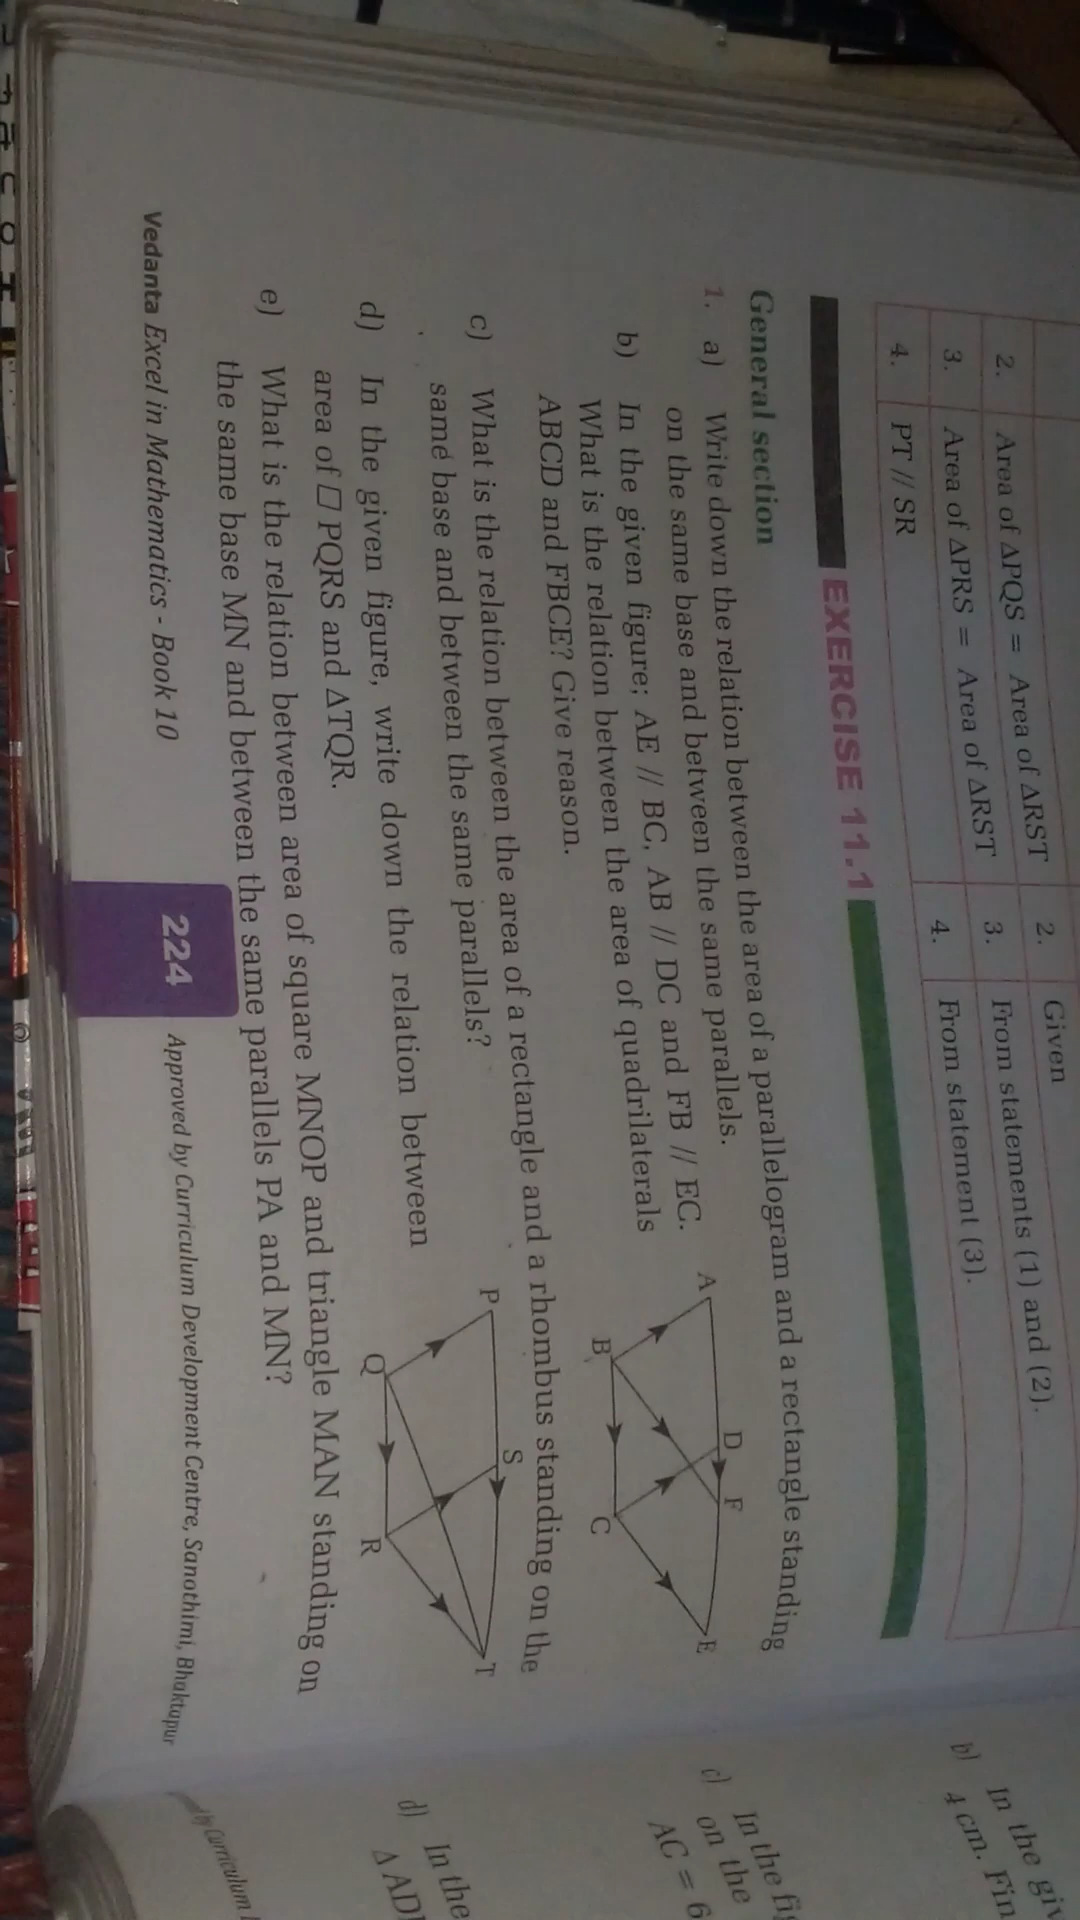 2. Area of ΔPQS = Area of ΔRST 2. Given
3. Area of ΔPRS = Area of ΔRST 3. From statements (1) and (2).
4. PT // SR 4. From statement (3).
EXERCISE 11.1
General section
1. a) Write down the relation between the area of a parallelogram and a rectangle standing
on the same base and between the same parallels.
b) In the given figure; AE // BC, AB // DC and FB // EC.
What is the relation between the area of quadrilaterals
ABCD and FBCE? Give reason.
A D F E
B C
c) What is the relation between the area of a rectangle and a rhombus standing on the
same base and between the same parallels?
d) In the given figure, write down the relation between
area of ▱ PQRS and ΔTQR.
P S T
Q R
e) What is the relation between area of square MNOP and triangle MAN standing on
the same base MN and between the same parallels PA and MN?
Vedanta Excel in Mathematics - Book 10
224
Approved by Curriculum Development Centre, Sanothimi, Bhaktapur
b) In the giv
4 cm. Fin
c) In the fig
on the
AC = 6
d) In the
Δ AD
by Curriculum